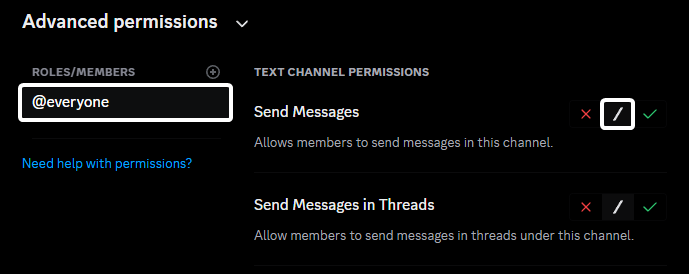 Advanced permissions
ROLES/MEMBERS
@everyone
Need help with permissions?
TEXT CHANNEL PERMISSIONS
Send Messages
Allows members to send messages in this channel.
Send Messages in Threads
Allow members to send messages in threads under this channel.